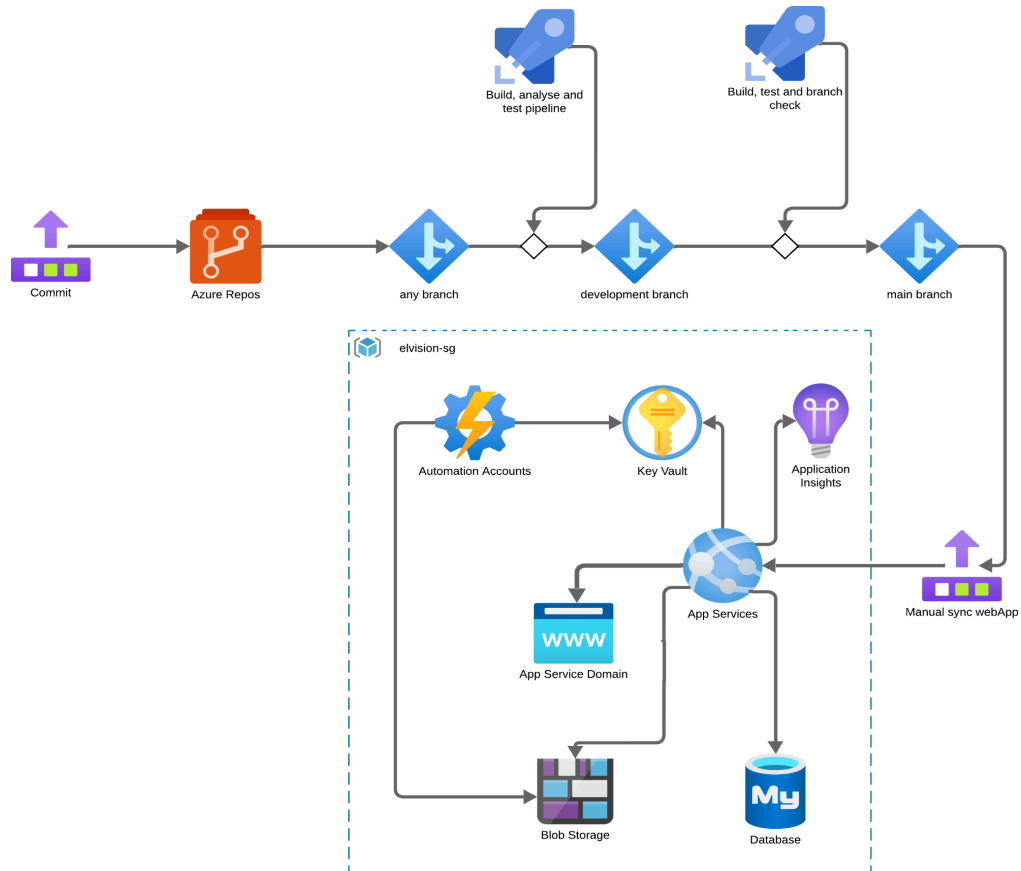 Build, analyse and
test pipeline
Build, test and branch
check
Commit
Azure Repos
any branch
development branch
main branch
elvision-sg
Automation Accounts
Key Vault
Application
Insights
App Services
Manual sync webApp
www
App Service Domain
My
Blob Storage
Database